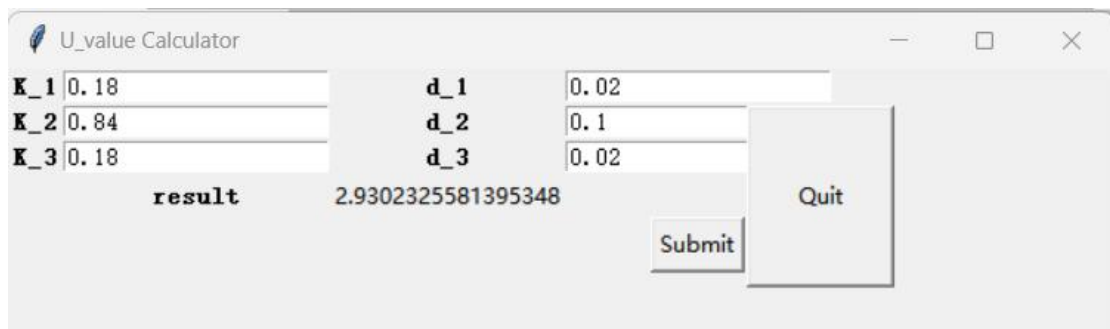 U_value Calculator
K_1 0.18 d_1 0.02
K_2 0.84 d_2 0.1
K_3 0.18 d_3 0.02
result 2.9302325581395348 Quit
Submit